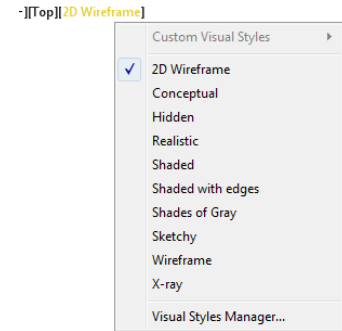 -][Top][2D Wireframe]
Custom Visual Styles
2D Wireframe
Conceptual
Hidden
Realistic
Shaded
Shaded with edges
Shades of Gray
Sketchy
Wireframe
X-ray
Visual Styles Manager...